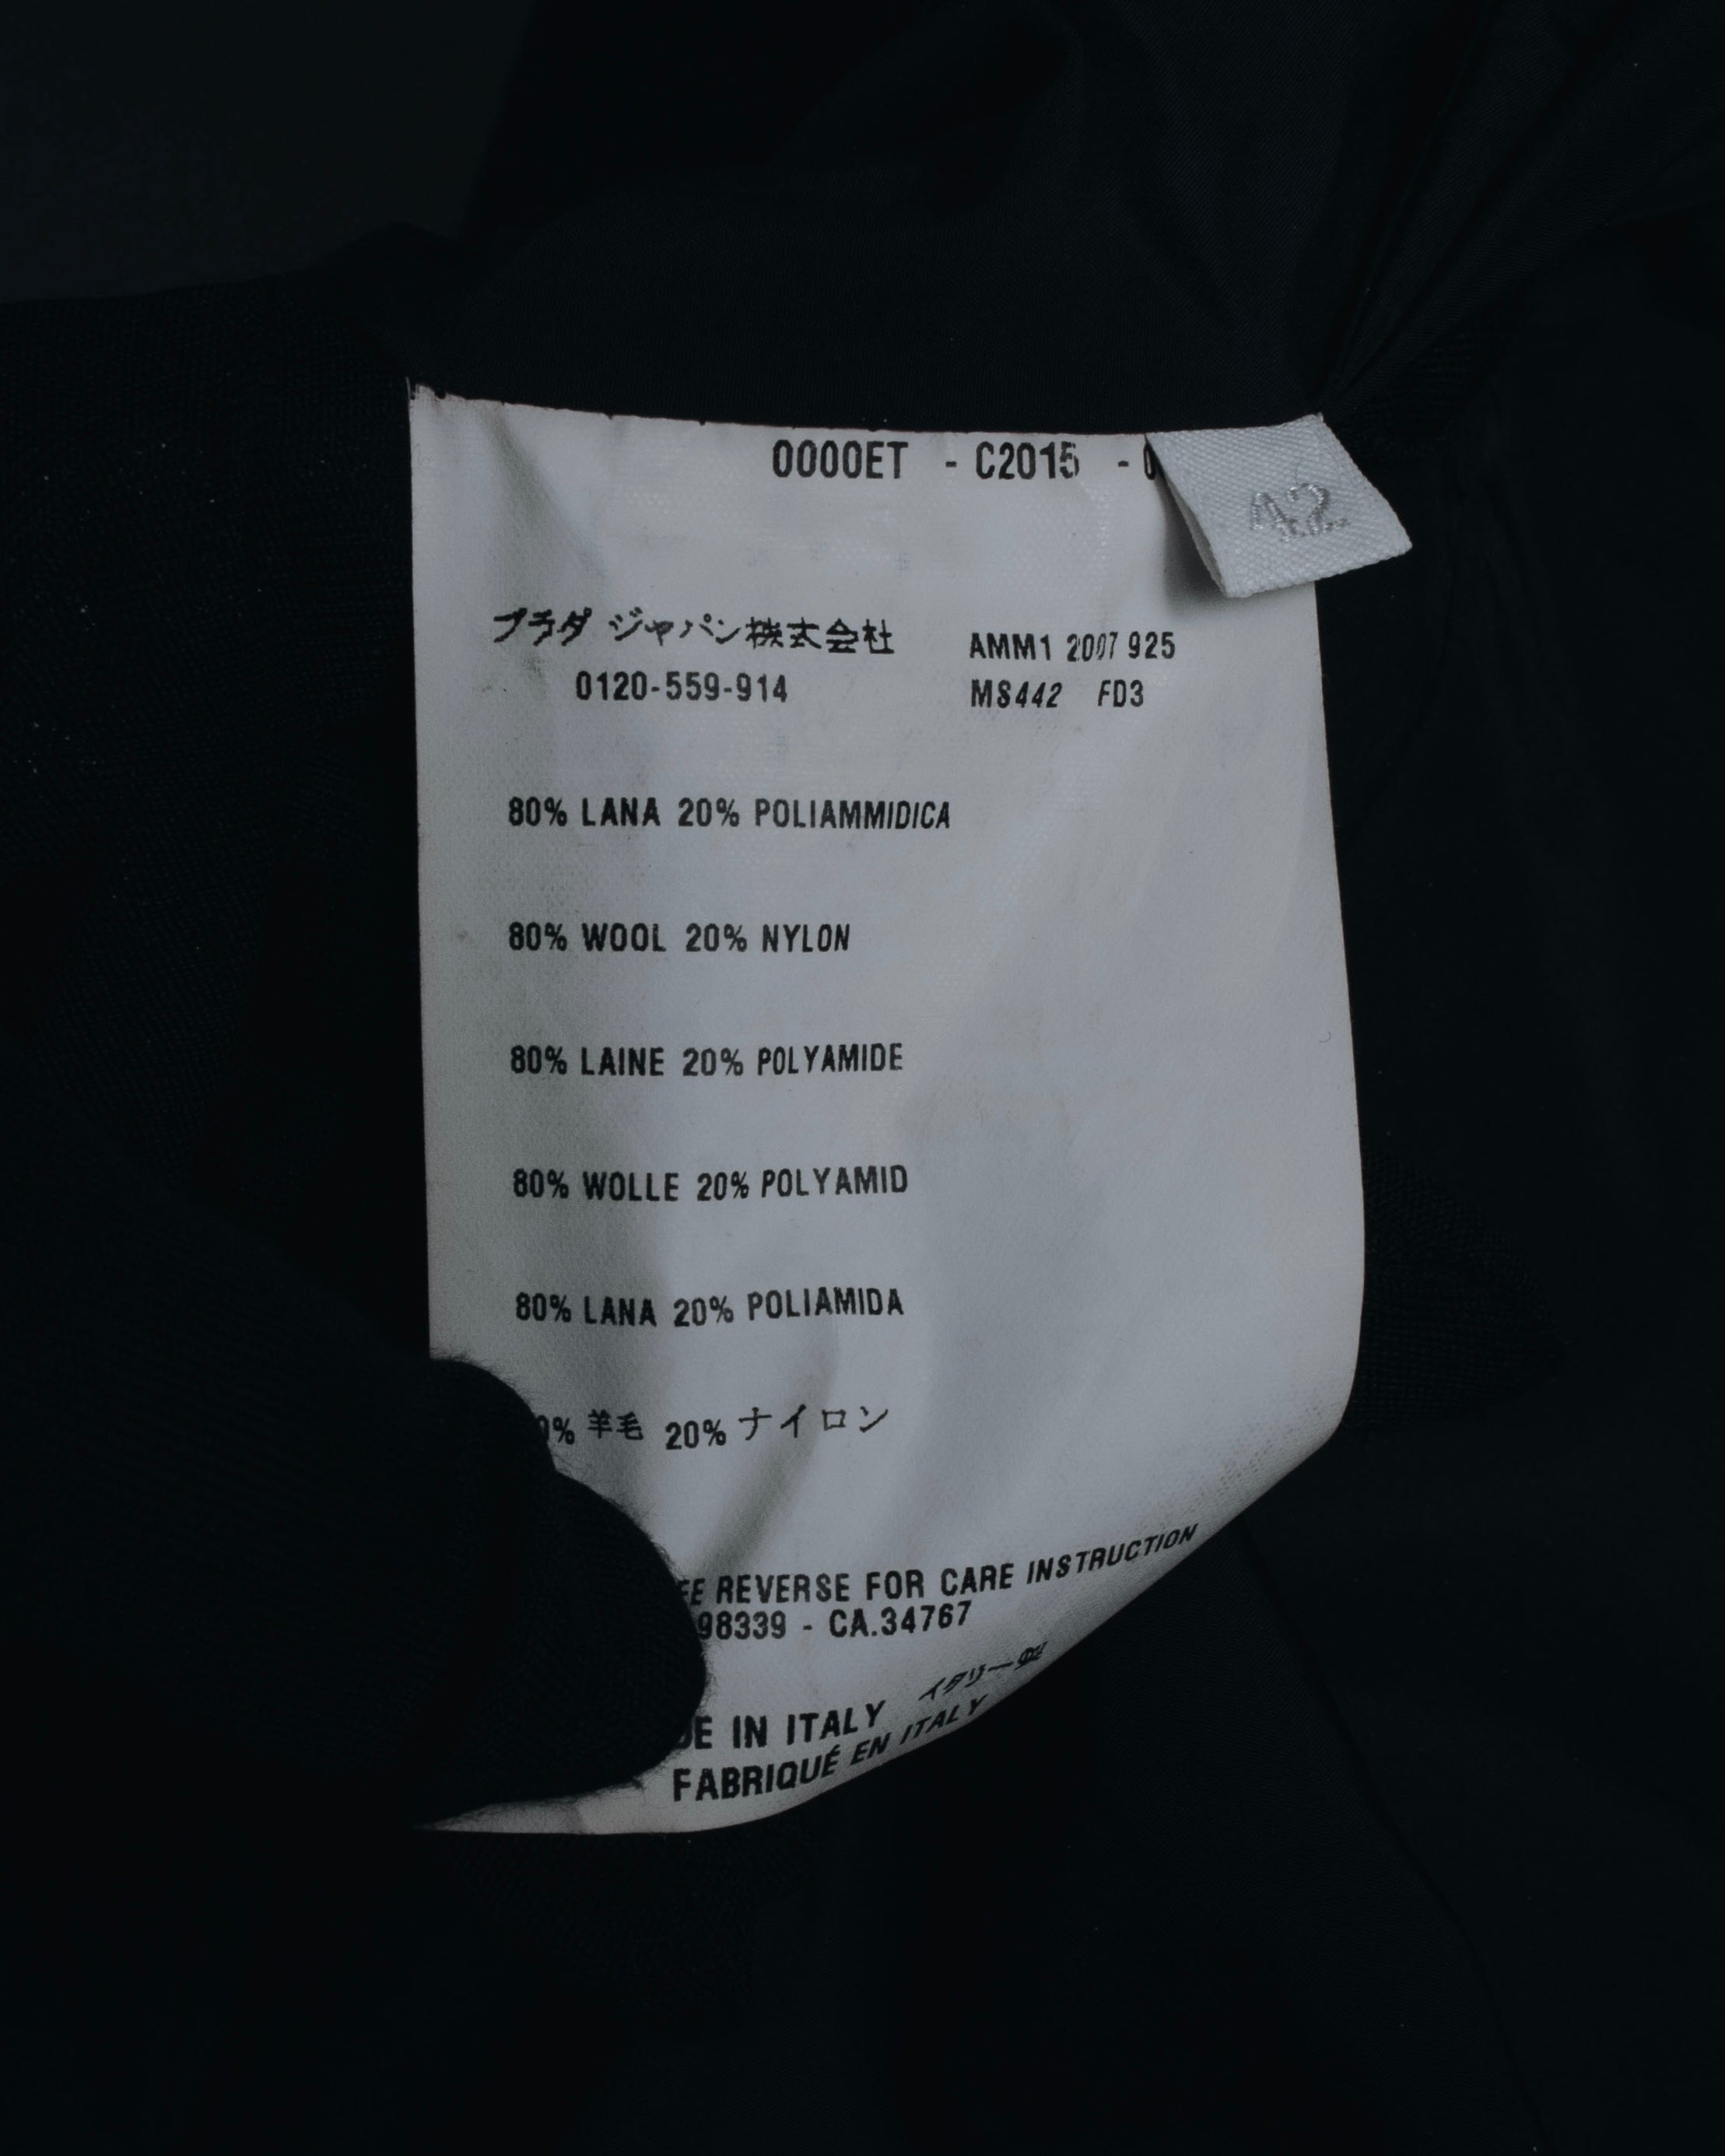 0000ET - C2015 -
42
プラダ ジャパン株式会社
0120-559-914
AMM1 2007 925
MS442 FD3
80% LANA 20% POLIAMMIDICA
80% WOOL 20% NYLON
80% LAINE 20% POLYAMIDE
80% WOLLE 20% POLYAMID
80% LANA 20% POLIAMIDA
0% 羊毛 20% ナイロン
EE REVERSE FOR CARE INSTRUCTION
98339 - CA.34767
DE IN ITALY イタリー製
FABRIQUÉ EN ITALY